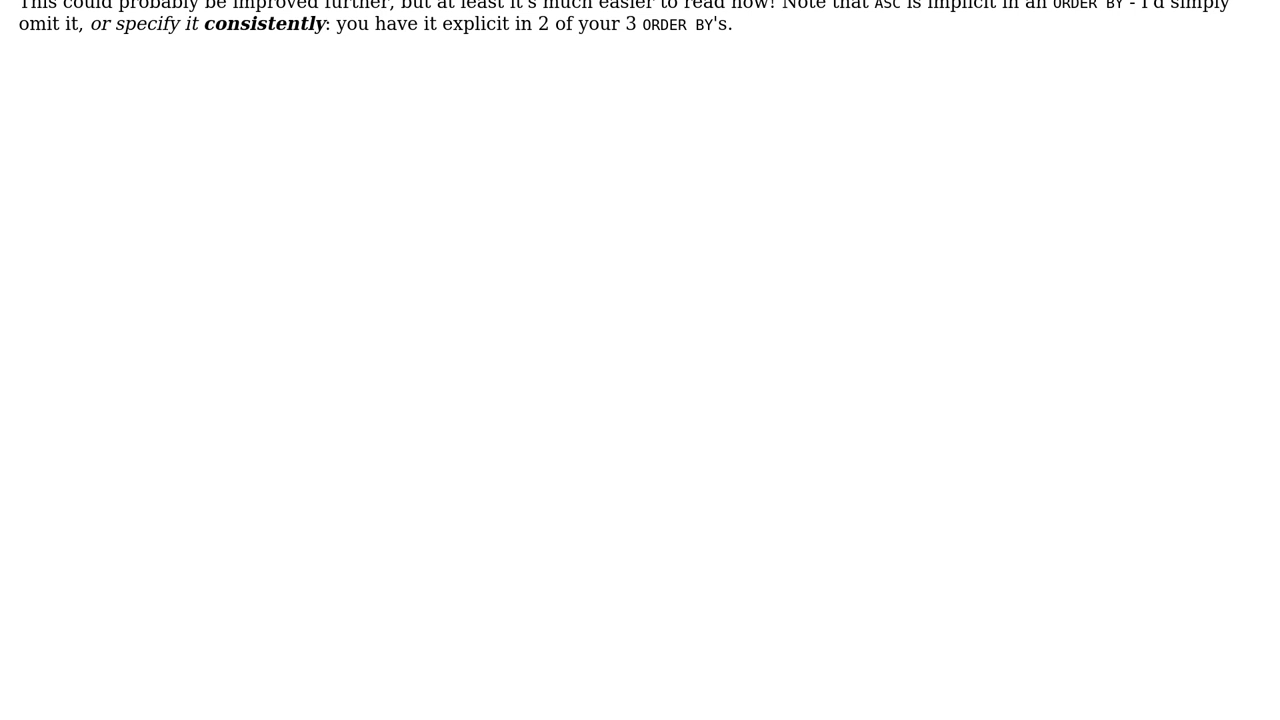 This could probably be improved further, but at least it's much easier to read now! Note that ASC is implicit in an ORDER BY - I'd simply
omit it, or specify it consistently: you have it explicit in 2 of your 3 ORDER BY's.